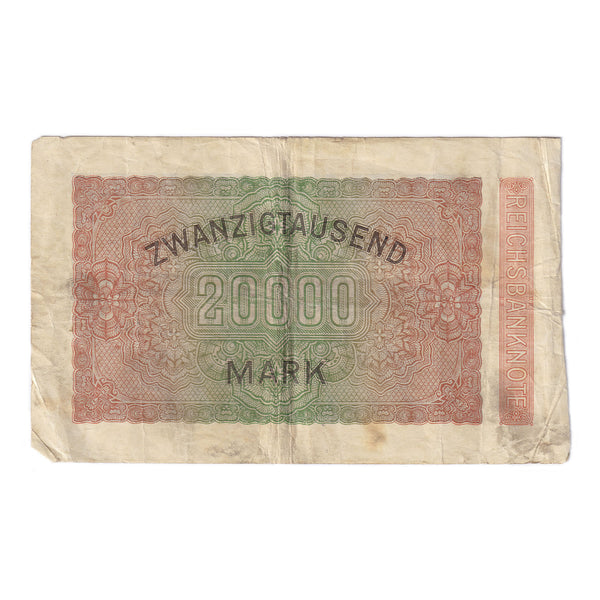 ZWANZIGTAUSEND
20000
MARK
REICHSBANKNOTE